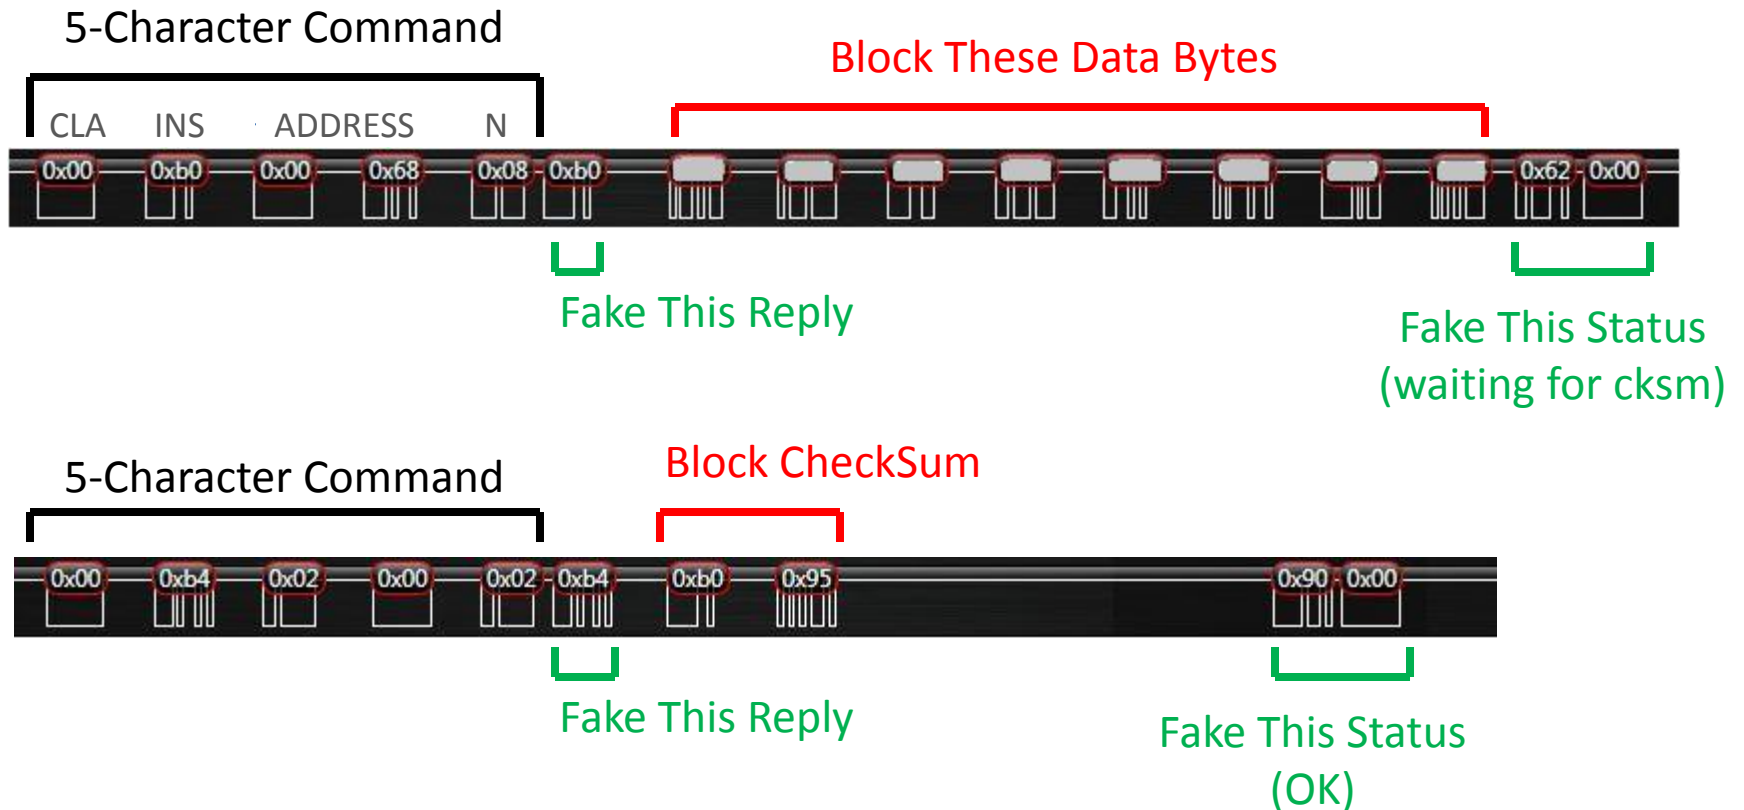 5-Character Command
Block These Data Bytes
CLA INS ADDRESS N
0x00 0xb0 0x00 0x68 0x08 0xb0 0x62 0x00
Fake This Reply
Fake This Status
(waiting for cksm)
5-Character Command
Block CheckSum
0x00 0xb4 0x02 0x00 0x02 0xb4 0xb0 0x95 0x90 0x00
Fake This Reply
Fake This Status
(OK)